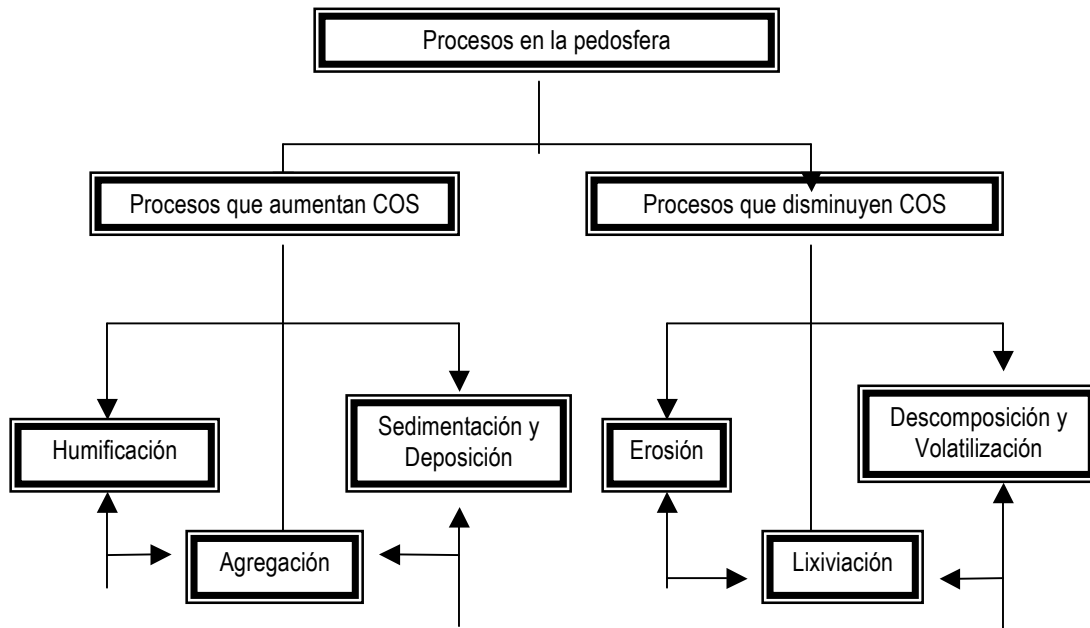 Procesos en la pedosfera
Procesos que aumentan COS
Procesos que disminuyen COS
Humificación
Sedimentación y
Deposición
Erosión
Descomposición y
Volatilización
Agregación
Lixiviación